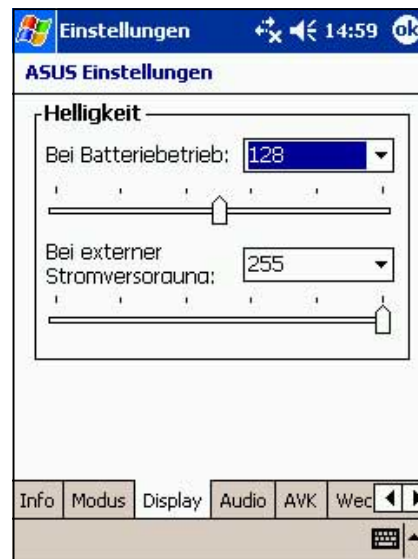 Einstellungen 14:59 ok
ASUS Einstellungen
Helligkeit
Bei Batteriebetrieb: 128
Bei externer
Stromversorgung: 255
Info Modus Display Audio AVK Wec